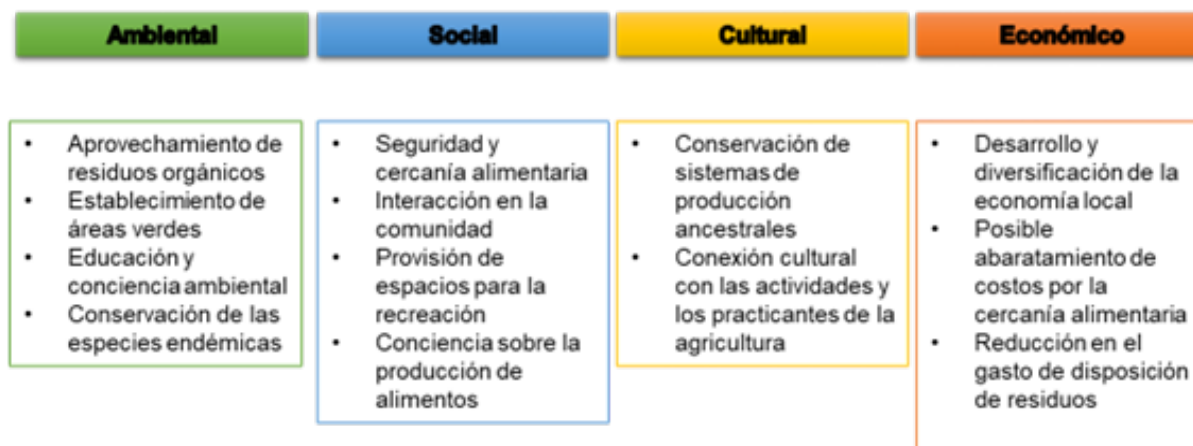 Ambiental
Aprovechamiento de
residuos orgánicos
Establecimiento de
áreas verdes
Educación y
conciencia ambiental
Conservación de las
especies endémicas
Social
Seguridad y
cercanía alimentaria
Interacción en la
comunidad
Provisión de
espacios para la
recreación
Conciencia sobre la
producción de
alimentos
Cultural
Conservación de
sistemas de
producción
ancestrales
Conexión cultural
con las actividades y
los practicantes de la
agricultura
Económico
Desarrollo y
diversificación de la
economía local
Posible
abaratamiento de
costos por la
cercanía alimentaria
Reducción en el
gasto de disposición
de residuos